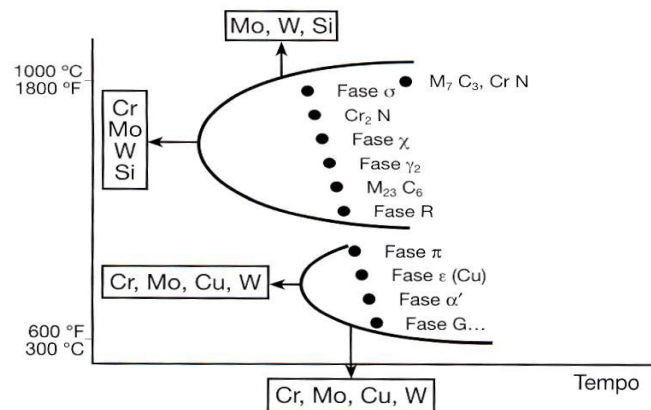 Mo, W, Si
1000 °C
1800 °F
M₇ C₃, Cr N
Fase σ
Cr₂ N
Cr
Mo
W
Si
Fase χ
Fase γ₂
M₂₃ C₆
Fase R
Fase π
Cr, Mo, Cu, W
Fase ε (Cu)
Fase α′
Fase G...
600 °F
300 °C
Tempo
Cr, Mo, Cu, W